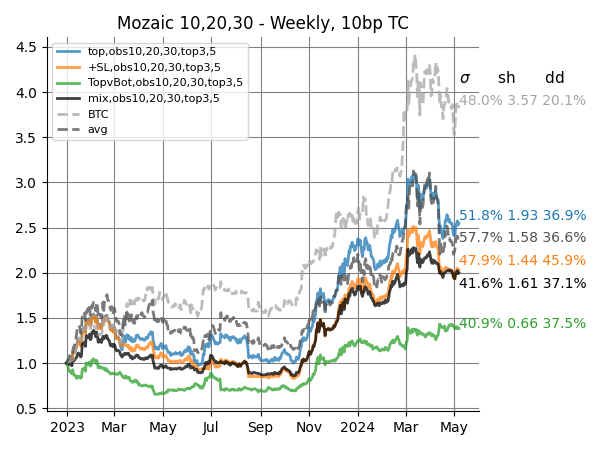 Mozaic 10,20,30 - Weekly, 10bp TC
top,obs10,20,30,top3,5
+SL,obs10,20,30,top3,5
TopvBot,obs10,20,30,top3,5
mix,obs10,20,30,top3,5
BTC
avg
σ sh dd
48.0% 3.57 20.1%
51.8% 1.93 36.9%
57.7% 1.58 36.6%
47.9% 1.44 45.9%
41.6% 1.61 37.1%
40.9% 0.66 37.5%
4.5
4.0
3.5
3.0
2.5
2.0
1.5
1.0
0.5
2023 Mar May Jul Sep Nov 2024 Mar May